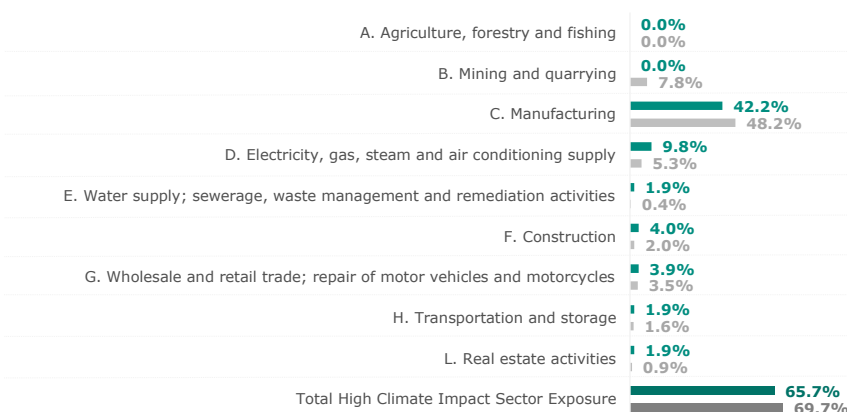 A. Agriculture, forestry and fishing 0.0%
0.0%
B. Mining and quarrying 0.0%
7.8%
C. Manufacturing 42.2%
48.2%
D. Electricity, gas, steam and air conditioning supply 9.8%
5.3%
E. Water supply; sewerage, waste management and remediation activities 1.9%
0.4%
F. Construction 4.0%
2.0%
G. Wholesale and retail trade; repair of motor vehicles and motorcycles 3.9%
3.5%
H. Transportation and storage 1.9%
1.6%
L. Real estate activities 1.9%
0.9%
Total High Climate Impact Sector Exposure 65.7%
69.7%